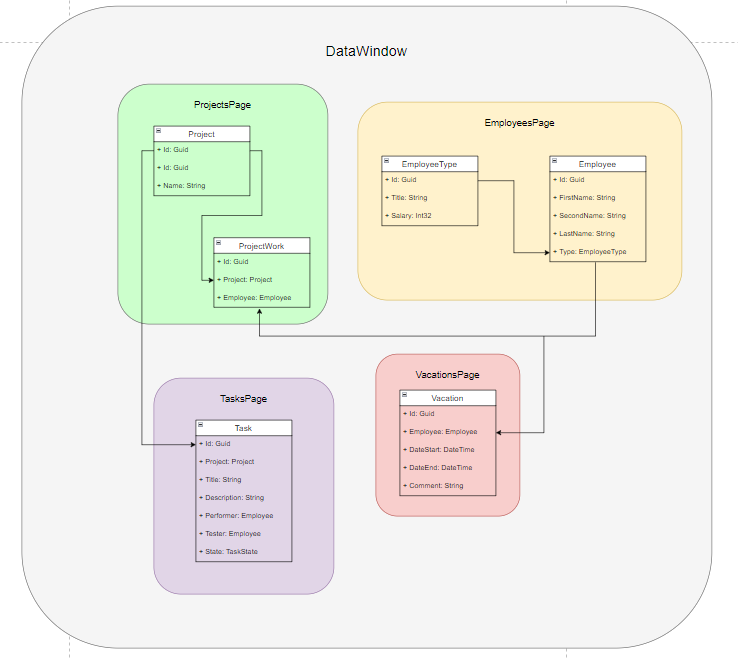 DataWindow
ProjectsPage
Project
+ Id: Guid
+ Id: Guid
+ Name: String
ProjectWork
+ Id: Guid
+ Project: Project
+ Employee: Employee
EmployeesPage
EmployeeType
+ Id: Guid
+ Title: String
+ Salary: Int32
Employee
+ Id: Guid
+ FirstName: String
+ SecondName: String
+ LastName: String
+ Type: EmployeeType
TasksPage
Task
+ Id: Guid
+ Project: Project
+ Title: String
+ Description: String
+ Performer: Employee
+ Tester: Employee
+ State: TaskState
VacationsPage
Vacation
+ Id: Guid
+ Employee: Employee
+ DateStart: DateTime
+ DateEnd: DateTime
+ Comment: String